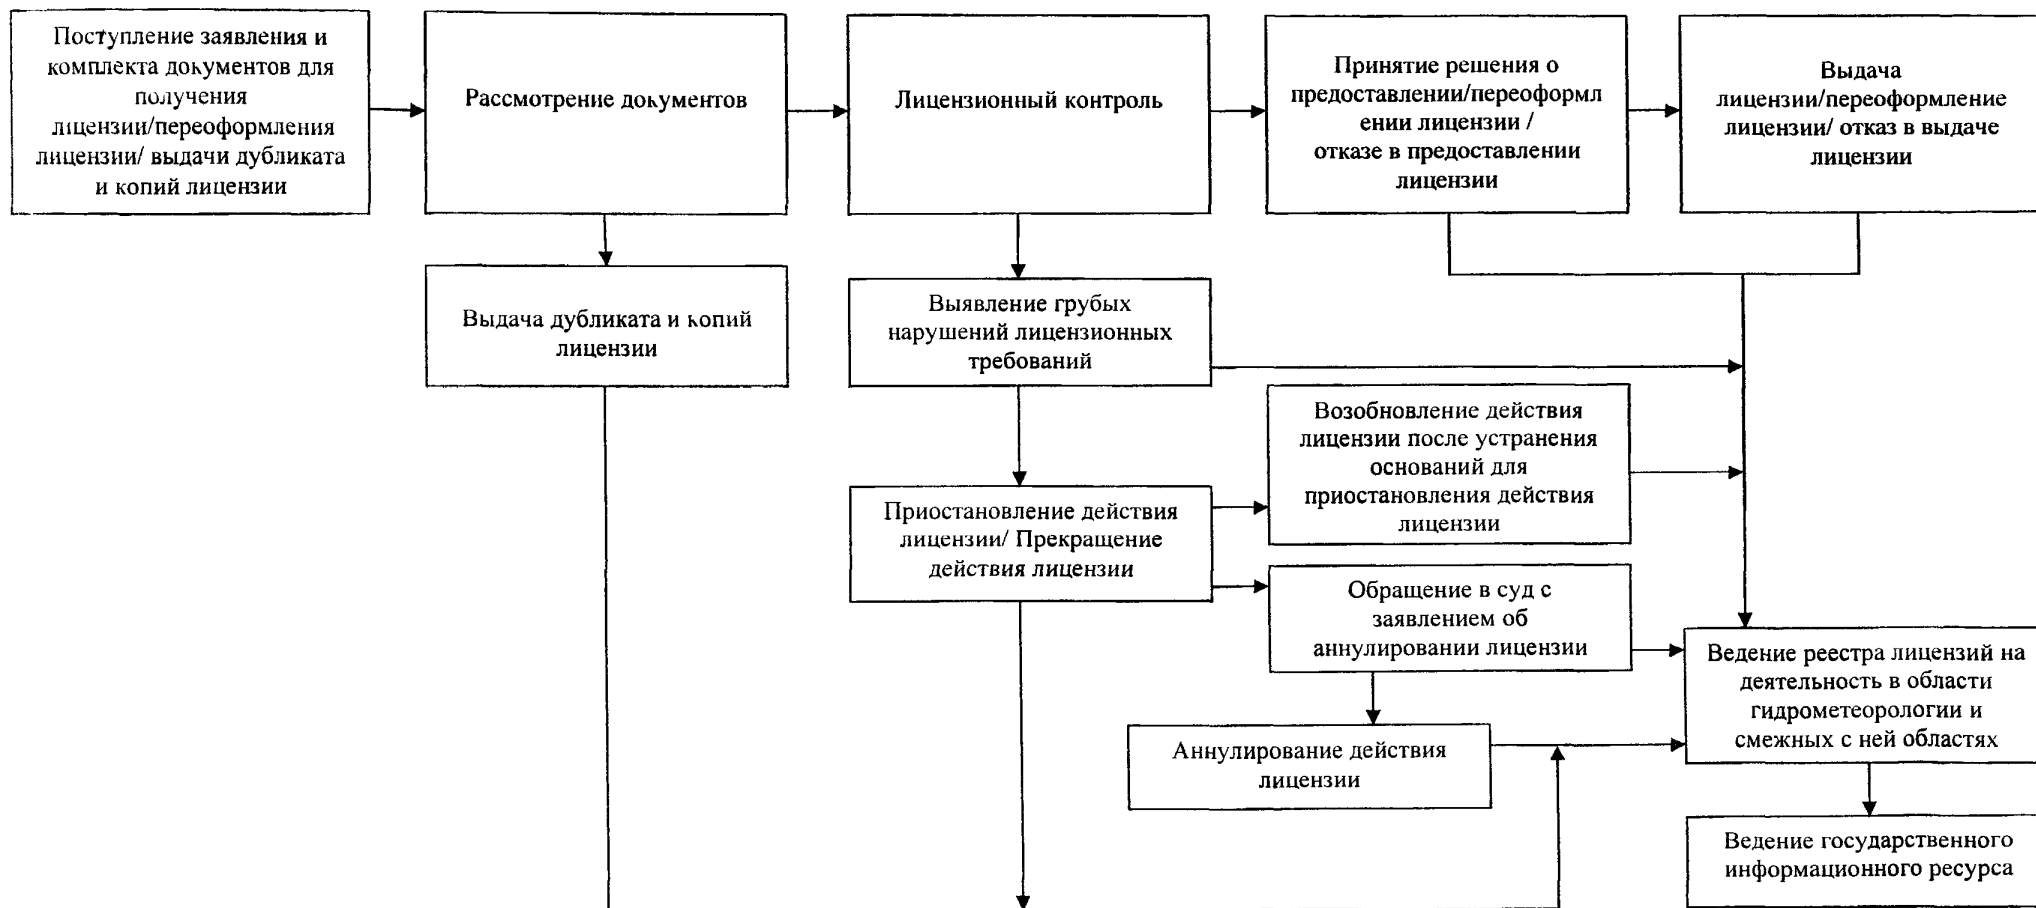 Поступление заявления и
комплекта документов для
получения
лицензии/переоформления
лицензии/ выдачи дубликата
и копий лицензии
Рассмотрение документов
Лицензионный контроль
Принятие решения о
предоставлении/переоформл
ении лицензии /
отказе в предоставлении
лицензии
Выдача
лицензии/переоформление
лицензии/ отказ в выдаче
лицензии
Выдача дубликата и копий
лицензии
Выявление грубых
нарушений лицензионных
требований
Возобновление действия
лицензии после устранения
оснований для
приостановления действия
лицензии
Приостановление действия
лицензии/ Прекращение
действия лицензии
Обращение в суд с
заявлением об
аннулировании лицензии
Ведение реестра лицензий на
деятельность в области
гидрометеорологии и
смежных с ней областях
Аннулирование действия
лицензии
Ведение государственного
информационного ресурса